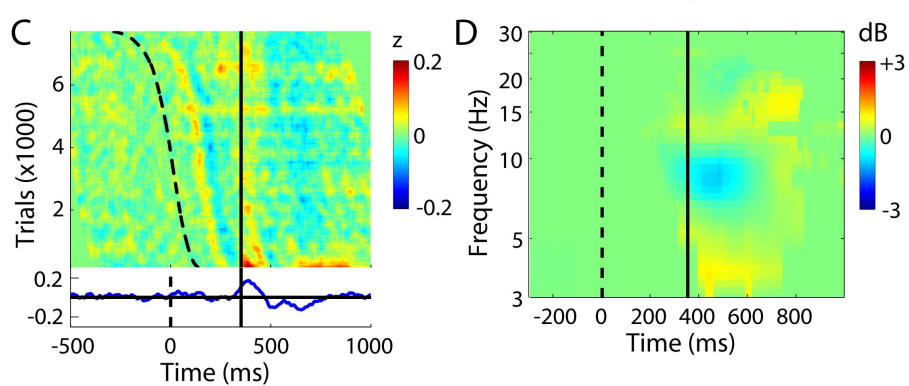 C
z
Trials (x1000)
6
4
2
0.2
0
-0.2
0.2
-0.2
-500 0 500 1000
Time (ms)
D
dB
Frequency (Hz)
30
20
15
10
5
3
+3
0
-3
-200 0 200 400 600 800
Time (ms)